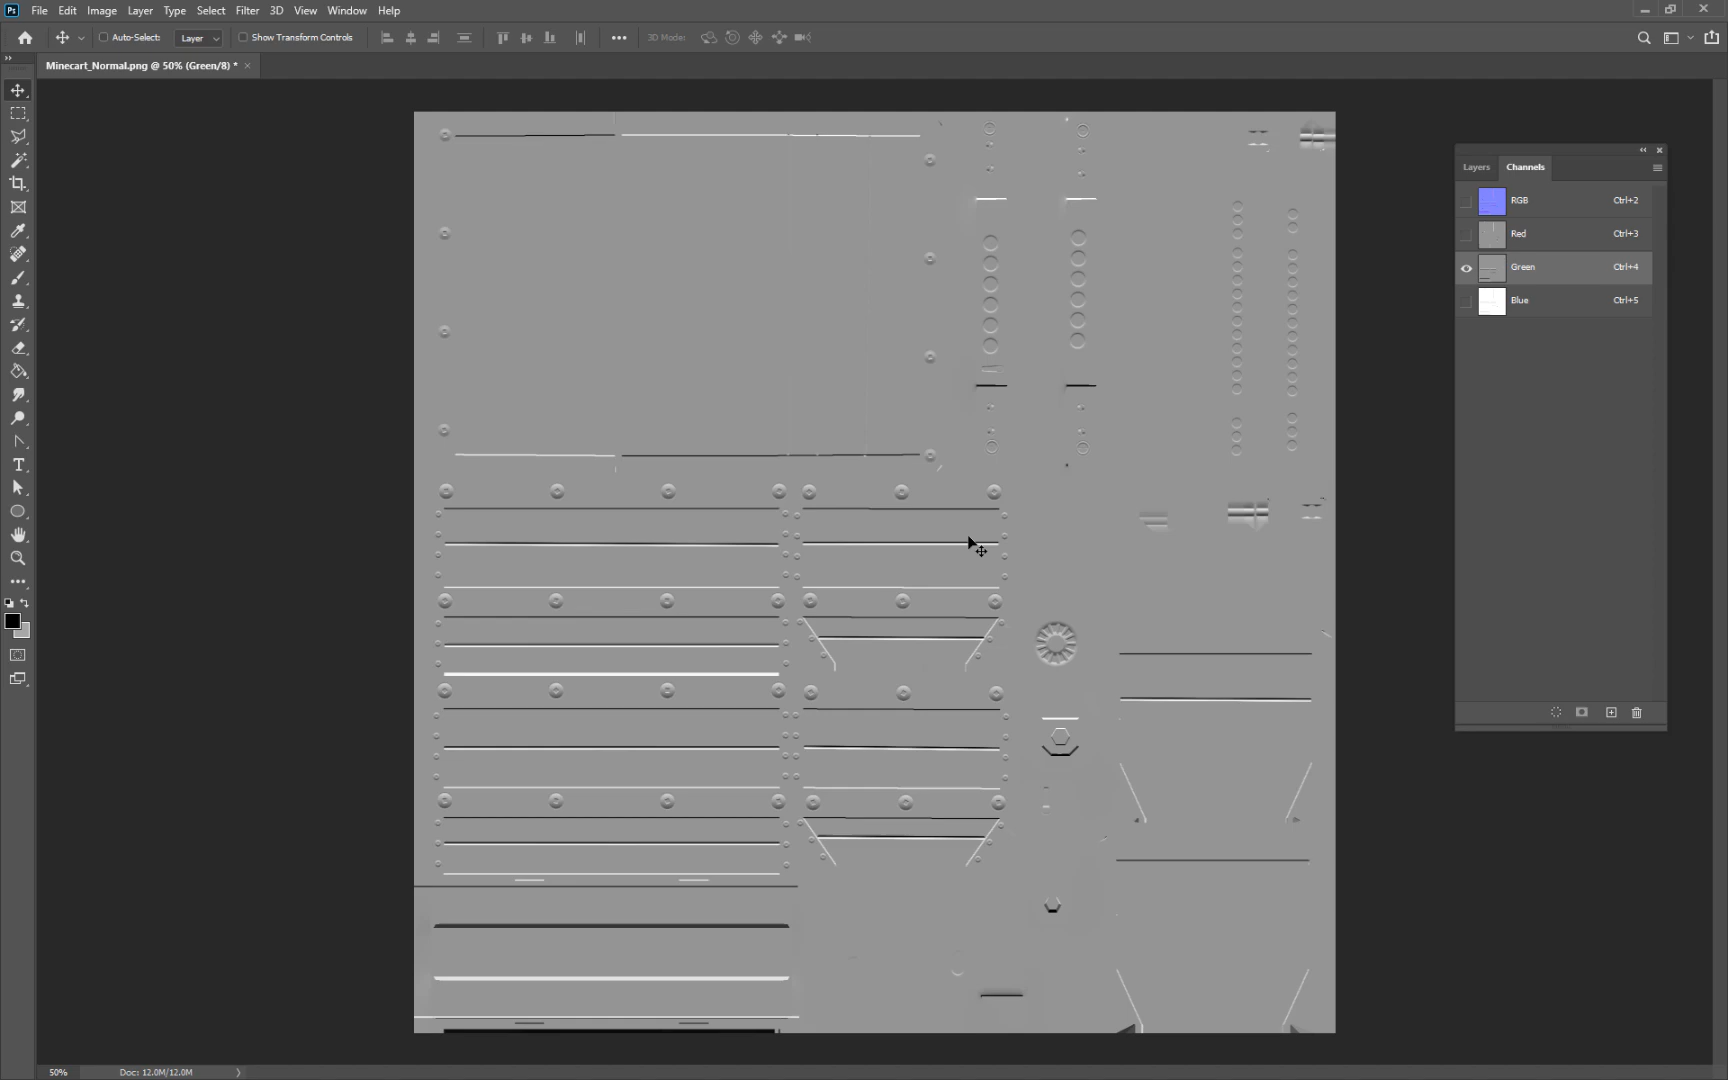 Ps File Edit Image Layer Type Select Filter 3D View Window Help
Auto-Select: Layer Show Transform Controls 3D Mode:
Minecart_Normal.png @ 50% (Green/8) * ×
Layers Channels
RGB Ctrl+2
Red Ctrl+3
Green Ctrl+4
Blue Ctrl+5
T
50% Doc: 12.0M/12.0M